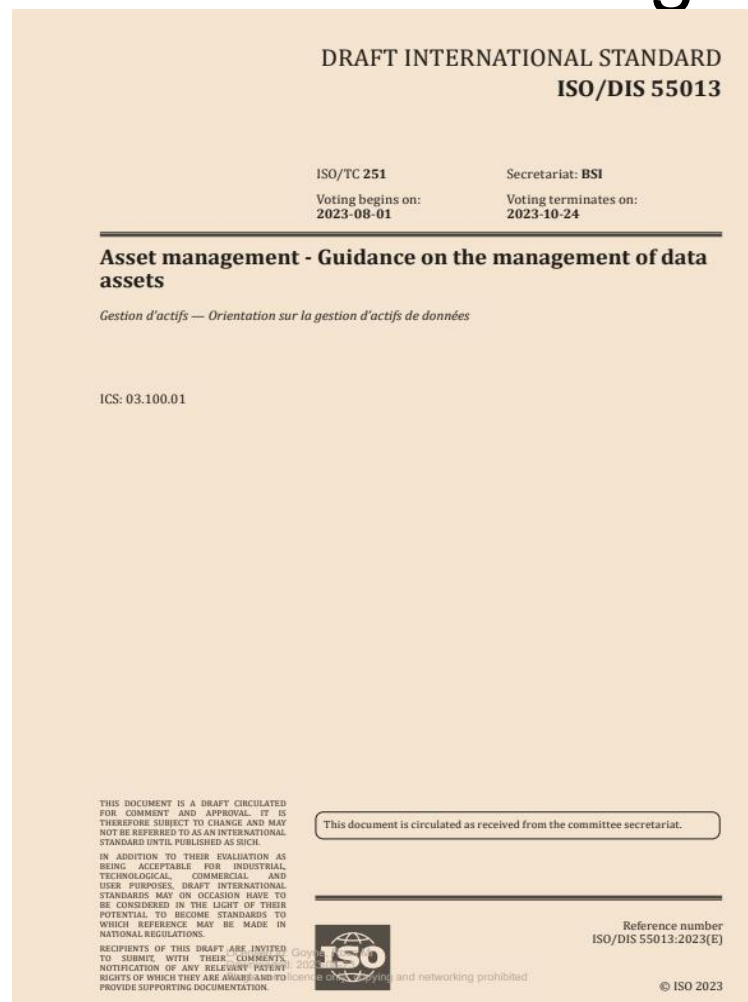 DRAFT INTERNATIONAL STANDARD
ISO/DIS 55013
ISO/TC 251
Secretariat: BSI
Voting begins on:
2023-08-01
Voting terminates on:
2023-10-24
Asset management - Guidance on the management of data
assets
Gestion d'actifs — Orientation sur la gestion d'actifs de données
ICS: 03.100.01
THIS DOCUMENT IS A DRAFT CIRCULATED
FOR COMMENT AND APPROVAL. IT IS
THEREFORE SUBJECT TO CHANGE AND MAY
NOT BE REFERRED TO AS AN INTERNATIONAL
STANDARD UNTIL PUBLISHED AS SUCH.
IN ADDITION TO THEIR EVALUATION AS
BEING ACCEPTABLE FOR INDUSTRIAL,
TECHNOLOGICAL, COMMERCIAL AND
USER PURPOSES, DRAFT INTERNATIONAL
STANDARDS MAY ON OCCASION HAVE TO
BE CONSIDERED IN THE LIGHT OF THEIR
POTENTIAL TO BECOME STANDARDS TO
WHICH REFERENCE MAY BE MADE IN
NATIONAL REGULATIONS.
RECIPIENTS OF THIS DRAFT ARE INVITED
TO SUBMIT, WITH THEIR COMMENTS,
NOTIFICATION OF ANY RELEVANT PATENT
RIGHTS OF WHICH THEY ARE AWARE AND TO
PROVIDE SUPPORTING DOCUMENTATION.
This document is circulated as received from the committee secretariat.
ISO
and networking prohibited
Reference number
ISO/DIS 55013:2023(E)
© ISO 2023